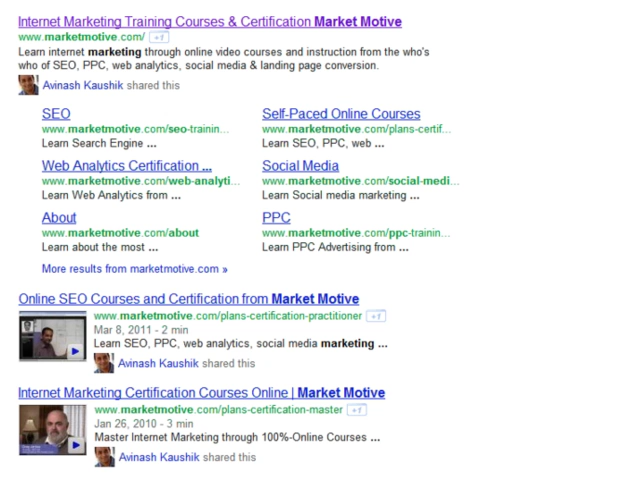 Internet Marketing Training Courses & Certification Market Motive
www.marketmotive.com/ +1
Learn internet marketing through online video courses and instruction from the who's
who of SEO, PPC, web analytics, social media & landing page conversion.
Avinash Kaushik shared this
SEO
www.marketmotive.com/seo-trainin...
Learn Search Engine ...
Self-Paced Online Courses
www.marketmotive.com/plans-certif...
Learn SEO, PPC, web ...
Web Analytics Certification ...
www.marketmotive.com/web-analyti...
Learn Web Analytics from ...
Social Media
www.marketmotive.com/social-medi...
Learn Social media marketing ...
About
www.marketmotive.com/about
Learn about the most ...
PPC
www.marketmotive.com/ppc-trainin...
Learn PPC Advertising from ...
More results from marketmotive.com »
Online SEO Courses and Certification from Market Motive
www.marketmotive.com/plans-certification-practitioner +1
Mar 8, 2011 - 2 min
Learn SEO, PPC, web analytics, social media marketing ...
Avinash Kaushik shared this
Internet Marketing Certification Courses Online | Market Motive
www.marketmotive.com/plans-certification-master +1
Jan 26, 2010 - 3 min
Master Internet Marketing through 100%-Online Courses ...
Avinash Kaushik shared this